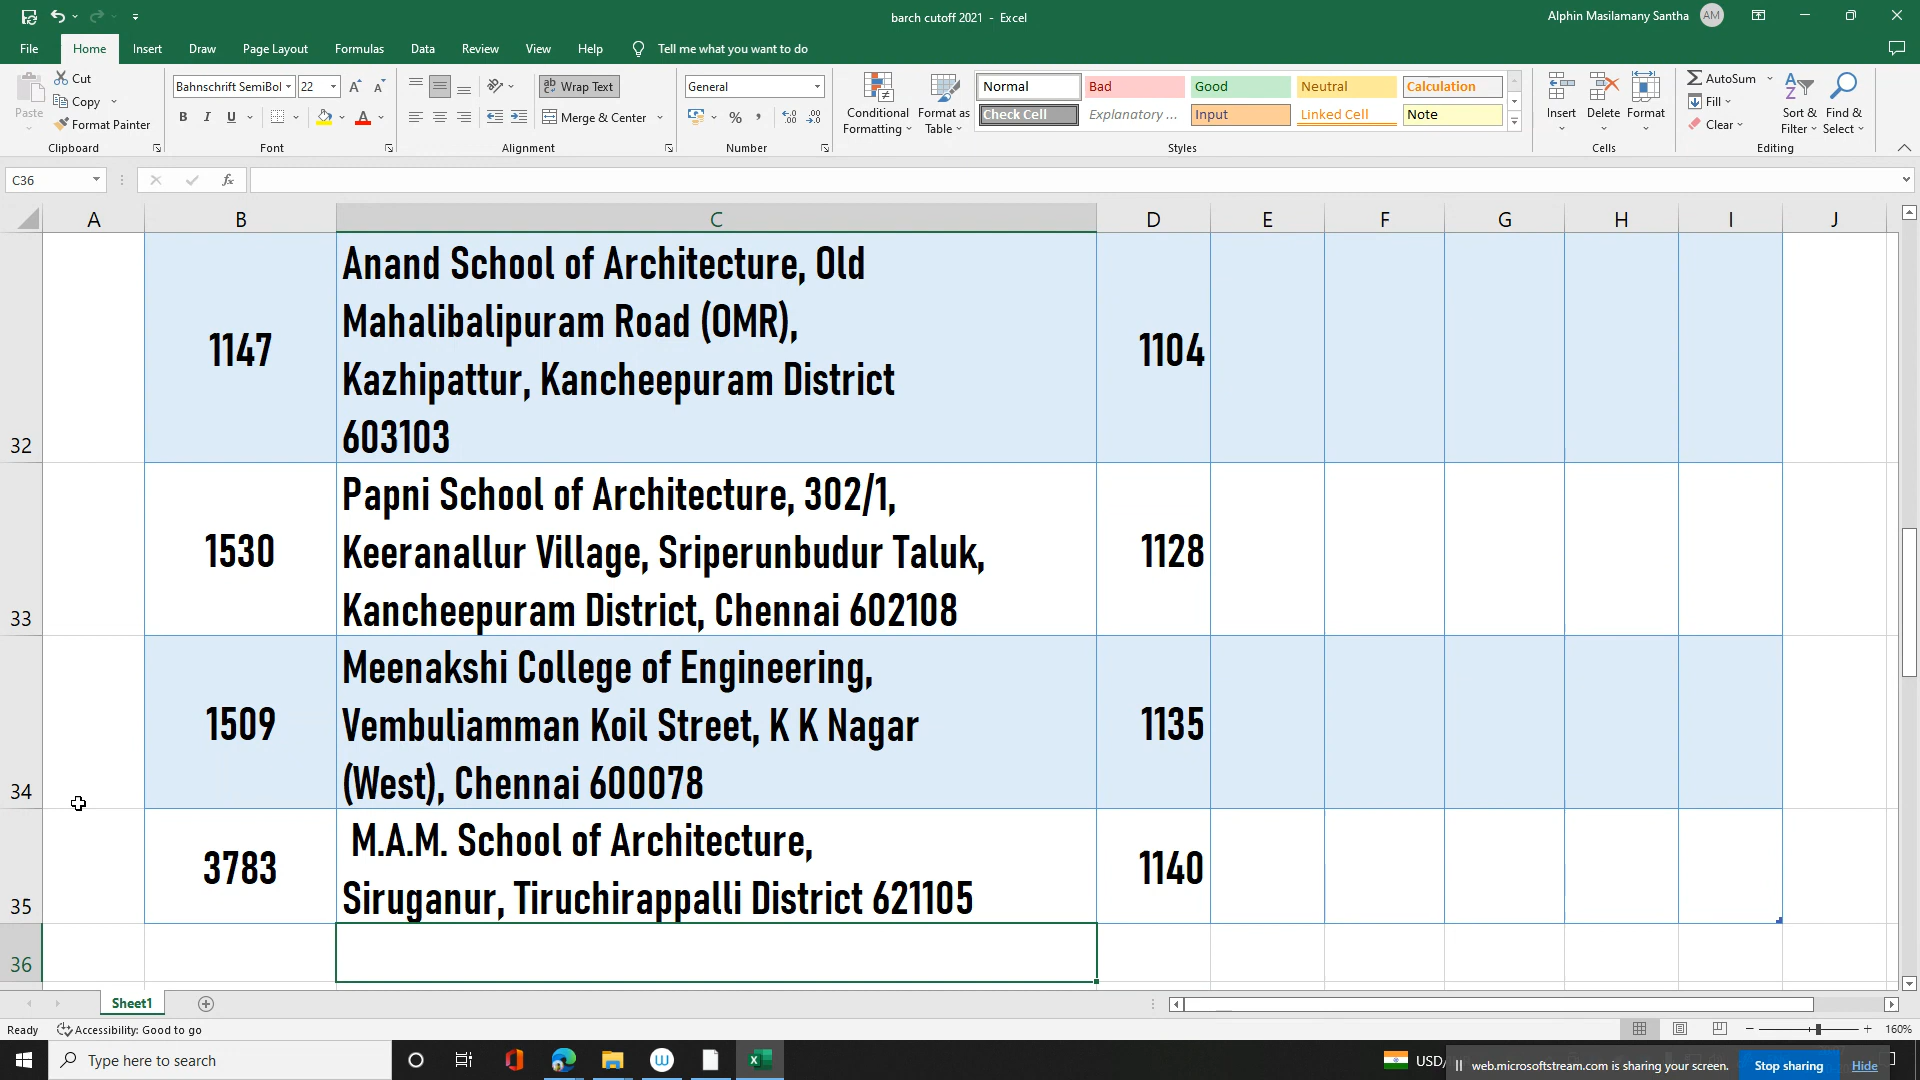 barch cutoff 2021 - Excel
Alphin Masilamany Santha AM
File Home Insert Draw Page Layout Formulas Data Review View Help Tell me what you want to do
Paste
Cut
Copy
Format Painter
Clipboard
Bahnschrift SemiBol 22
B I U
Font
Wrap Text
Merge & Center
Alignment
General
Number
Conditional Formatting
Format as Table
Normal Bad Good Neutral Calculation
Check Cell Explanatory ... Input Linked Cell Note
Styles
Insert Delete Format
Cells
AutoSum
Fill
Clear
Sort & Filter
Find & Select
Editing
C36 fx
A B C D E F G H I J
32
1147
Anand School of Architecture, Old
Mahalibalipuram Road (OMR),
Kazhipattur, Kancheepuram District
603103
1104
33
1530
Papni School of Architecture, 302/1,
Keeranallur Village, Sriperunbudur Taluk,
Kancheepuram District, Chennai 602108
1128
34
1509
Meenakshi College of Engineering,
Vembuliamman Koil Street, K K Nagar
(West), Chennai 600078
1135
35
3783
M.A.M. School of Architecture,
Siruganur, Tiruchirappalli District 621105
1140
36
Sheet1
Ready Accessibility: Good to go
160%
Type here to search
USD/
web.microsoftstream.com is sharing your screen. Stop sharing Hide